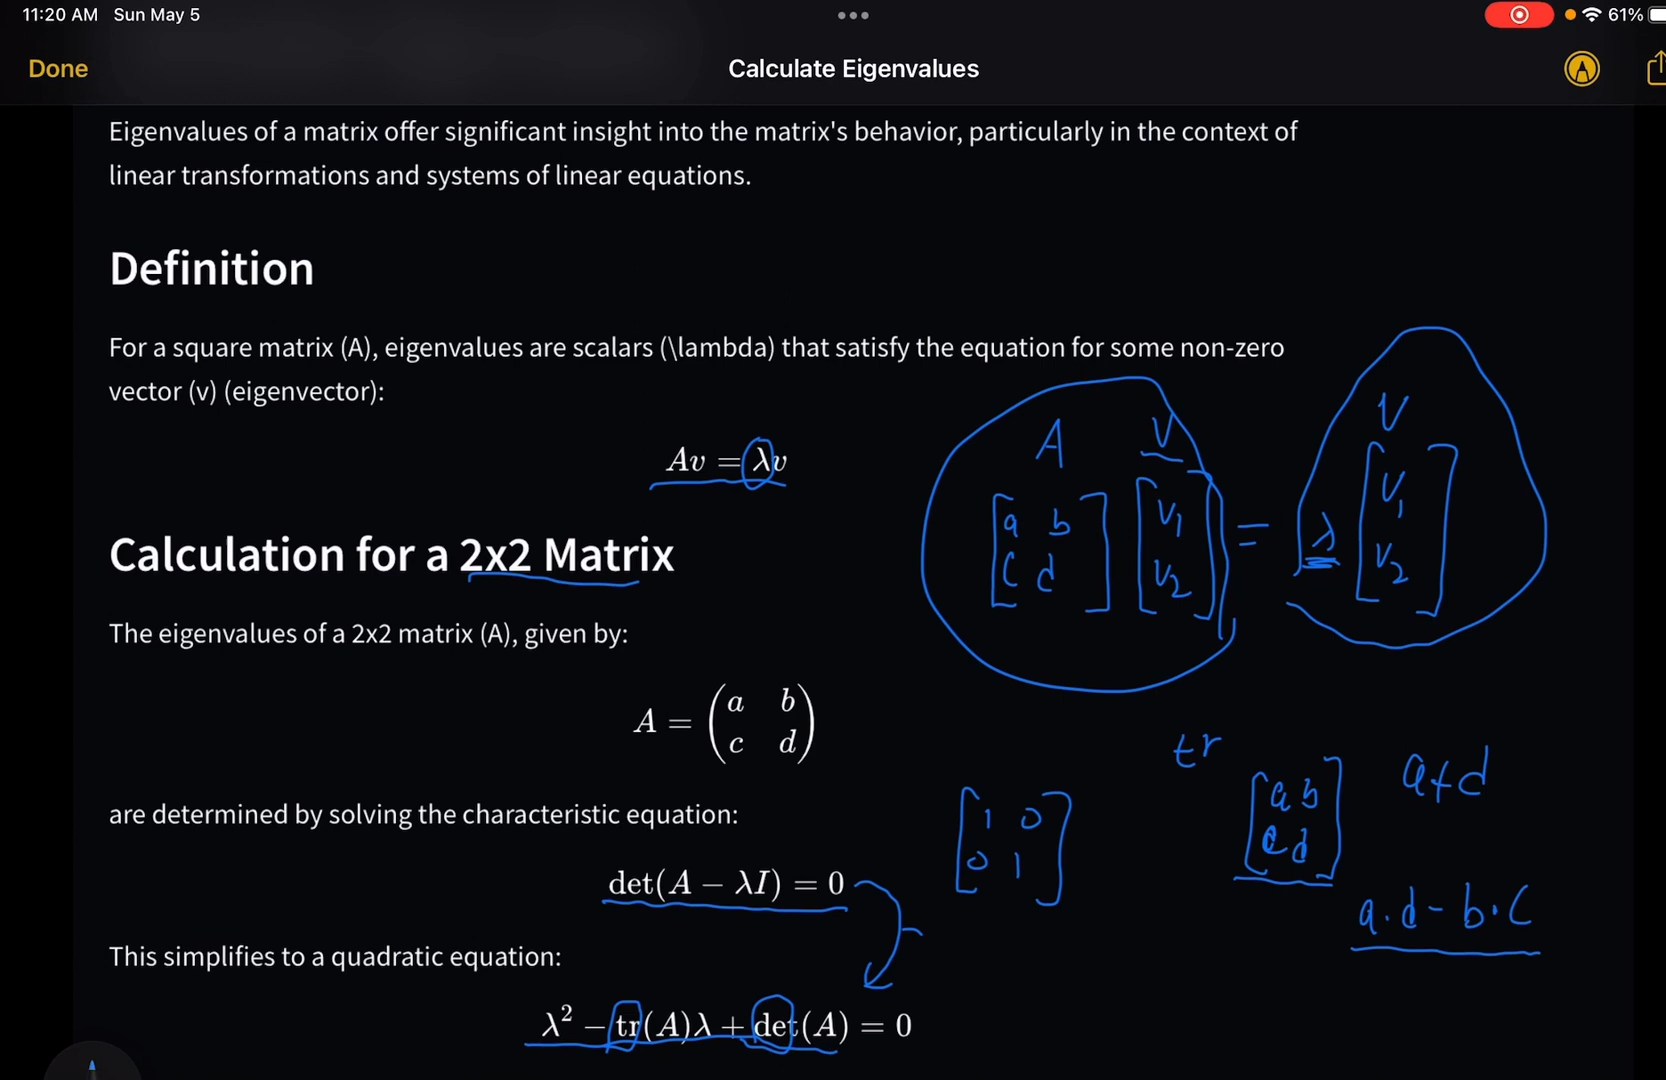 11:20 AM Sun May 5
61%
Done
Calculate Eigenvalues
Eigenvalues of a matrix offer significant insight into the matrix's behavior, particularly in the context of
linear transformations and systems of linear equations.
Definition
For a square matrix (A), eigenvalues are scalars (\lambda) that satisfy the equation for some non-zero
vector (v) (eigenvector):
Av = λv
A V = V
[a b] [V1] = λ [V1]
[c d] [V2] [V2]
Calculation for a 2x2 Matrix
The eigenvalues of a 2x2 matrix (A), given by:
A = (a b)
(c d)
tr
[a b] a+d
[c d]
are determined by solving the characteristic equation:
[1 0]
[0 1]
det(A − λI) = 0
a·d - b·c
This simplifies to a quadratic equation:
λ² − tr(A)λ + det(A) = 0